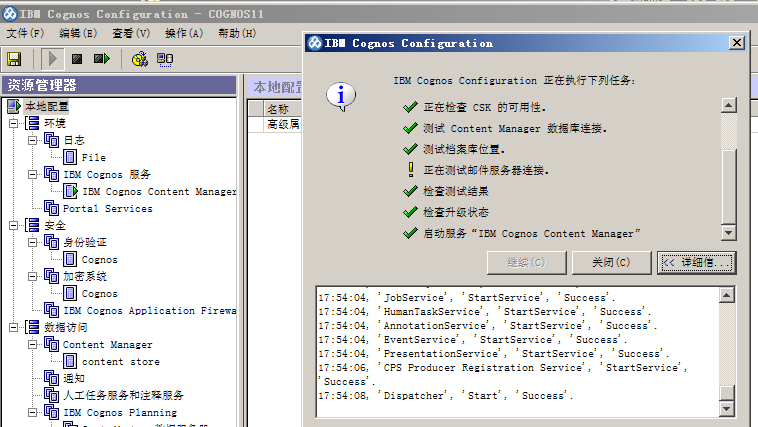 IBM Cognos Configuration - COGNOS11
文件(F) 编辑(E) 查看(V) 操作(A) 帮助(H)
资源管理器
本地配置
环境
日志
File
IBM Cognos 服务
IBM Cognos Content Manager
Portal Services
安全
身份验证
Cognos
加密系统
Cognos
IBM Cognos Application Firewa
数据访问
Content Manager
content store
通知
人工任务服务和注释服务
IBM Cognos Planning
本地配置
名称
高级属
IBM Cognos Configuration
IBM Cognos Configuration 正在执行下列任务:
正在检查 CSK 的可用性。
测试 Content Manager 数据库连接。
测试档案库位置。
正在测试邮件服务器连接。
检查测试结果
检查升级状态
启动服务“IBM Cognos Content Manager”
继续(C) 关闭(C) << 详细信...
17:54:04, 'JobService', 'StartService', 'Success'.
17:54:04, 'HumanTaskService', 'StartService', 'Success'.
17:54:04, 'AnnotationService', 'StartService', 'Success'.
17:54:04, 'EventService', 'StartService', 'Success'.
17:54:04, 'PresentationService', 'StartService', 'Success'.
17:54:06, 'CPS Producer Registration Service', 'StartService',
'Success'.
17:54:08, 'Dispatcher', 'Start', 'Success'.